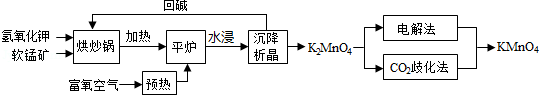 回碱
氢氧化钾
软锰矿
烘炒锅
加热
平炉
水浸
沉降
析晶
K₂MnO₄
电解法
CO₂歧化法
KMnO₄
富氧空气
预热